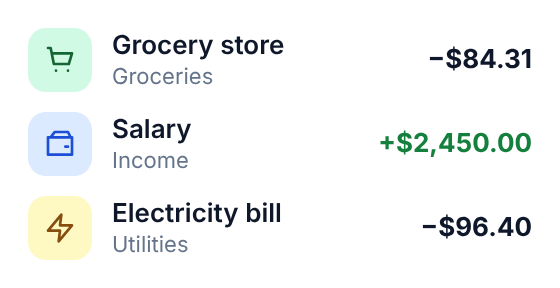 Grocery store
Groceries
−$84.31
Salary
Income
+$2,450.00
Electricity bill
Utilities
−$96.40